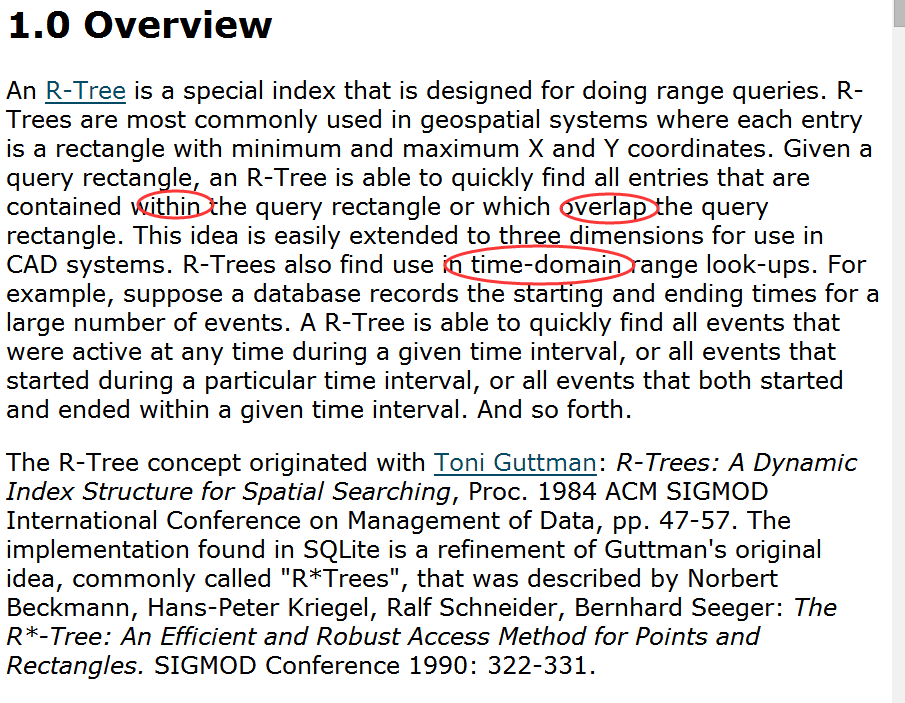 1.0 Overview
An R-Tree is a special index that is designed for doing range queries. R-
Trees are most commonly used in geospatial systems where each entry
is a rectangle with minimum and maximum X and Y coordinates. Given a
query rectangle, an R-Tree is able to quickly find all entries that are
contained within the query rectangle or which overlap the query
rectangle. This idea is easily extended to three dimensions for use in
CAD systems. R-Trees also find use in time-domain range look-ups. For
example, suppose a database records the starting and ending times for a
large number of events. A R-Tree is able to quickly find all events that
were active at any time during a given time interval, or all events that
started during a particular time interval, or all events that both started
and ended within a given time interval. And so forth.
The R-Tree concept originated with Toni Guttman: R-Trees: A Dynamic
Index Structure for Spatial Searching, Proc. 1984 ACM SIGMOD
International Conference on Management of Data, pp. 47-57. The
implementation found in SQLite is a refinement of Guttman's original
idea, commonly called "R*Trees", that was described by Norbert
Beckmann, Hans-Peter Kriegel, Ralf Schneider, Bernhard Seeger: The
R*-Tree: An Efficient and Robust Access Method for Points and
Rectangles. SIGMOD Conference 1990: 322-331.